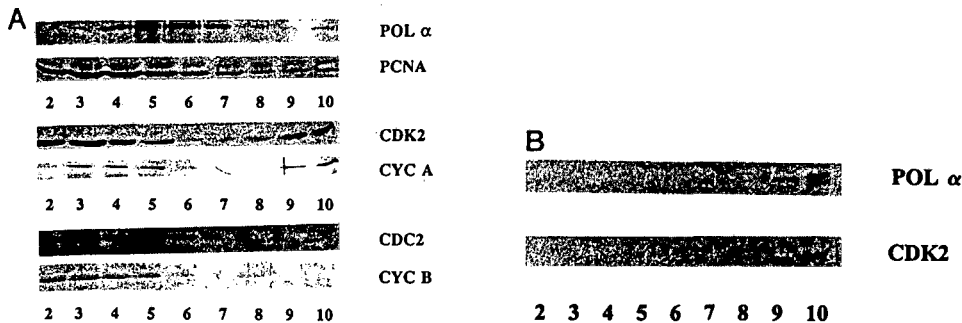 A
POL α
PCNA
2 3 4 5 6 7 8 9 10
CDK2
CYC A
2 3 4 5 6 7 8 9 10
CDC2
CYC B
2 3 4 5 6 7 8 9 10
B
POL α
CDK2
2 3 4 5 6 7 8 9 10